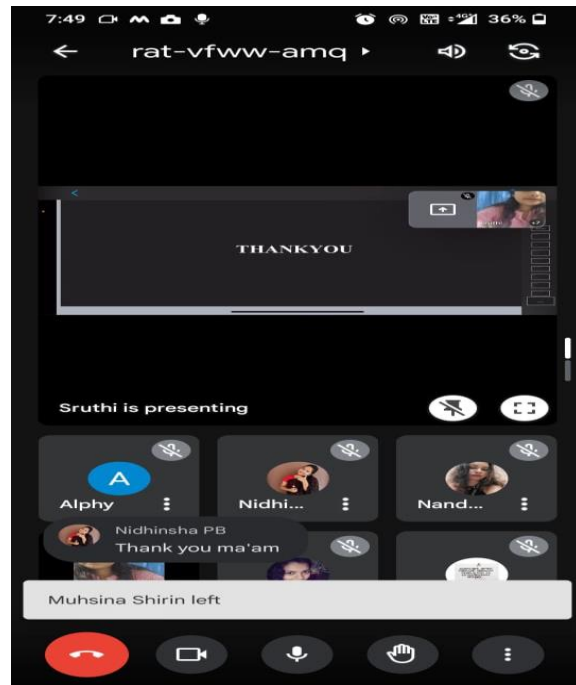 7:49 36%
rat-vfww-amq
THANKYOU
Sruthi is presenting
A
Alphy
Nidhi...
Nand...
Nidhinsha PB
Thank you ma'am
Muhsina Shirin left